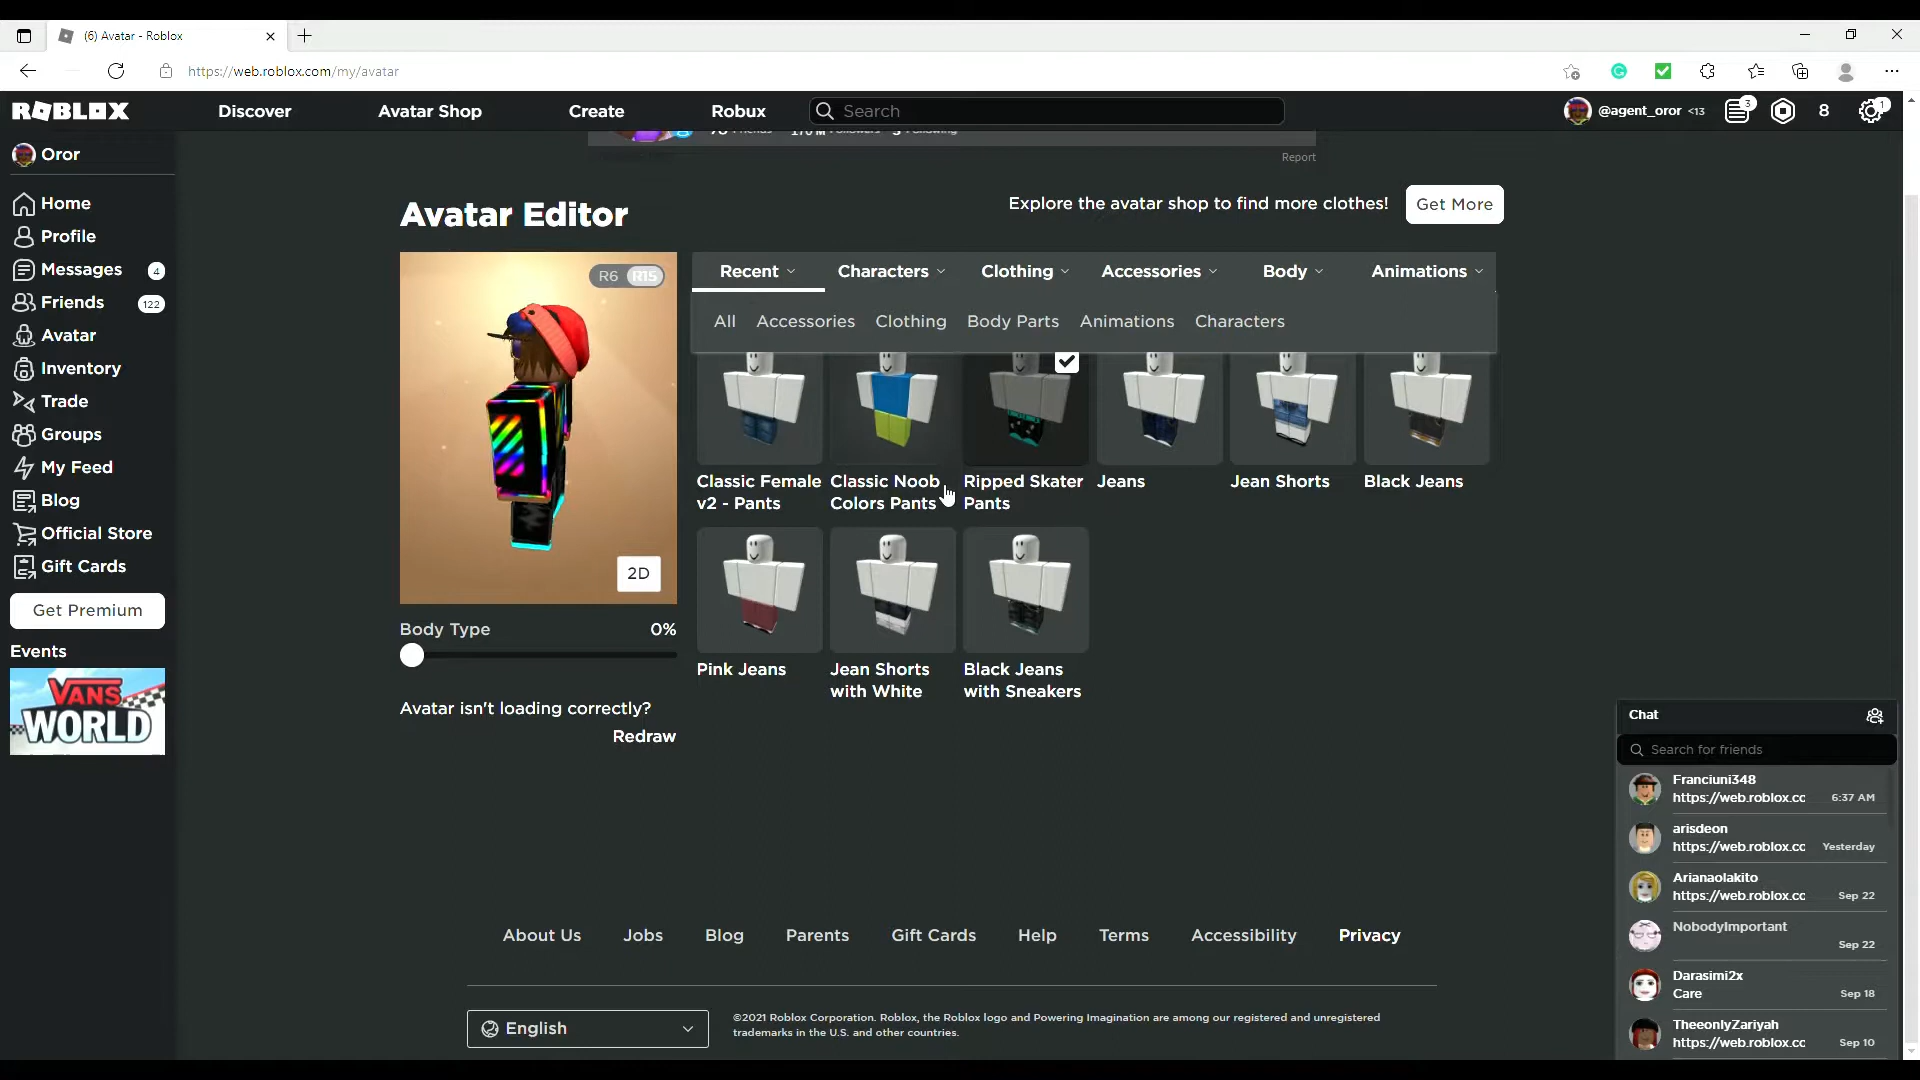 (6) Avatar - Roblox
https://web.roblox.com/my/avatar
ROBLOX
Discover
Avatar Shop
Create
Robux
Search
@agent_oror <13
3
8
1
Oror
Home
Profile
Messages 4
Friends 122
Avatar
Inventory
Trade
Groups
My Feed
Blog
Official Store
Gift Cards
Get Premium
Events
VANS
WORLD
Report
Avatar Editor
Explore the avatar shop to find more clothes!
Get More
R6 R15
2D
Body Type 0%
Avatar isn't loading correctly?
Redraw
Recent
Characters
Clothing
Accessories
Body
Animations
All Accessories Clothing Body Parts Animations Characters
Classic Female
v2 - Pants
Classic Noob
Colors Pants
Ripped Skater
Pants
Jeans
Jean Shorts
Black Jeans
Pink Jeans
Jean Shorts
with White
Black Jeans
with Sneakers
Chat
Search for friends
Franciuni348
https://web.roblox.cc 6:37 AM
arisdeon
https://web.roblox.cc Yesterday
Arianaolakito
https://web.roblox.cc Sep 22
NobodyImportant
Sep 22
Darasimi2x
Care Sep 18
TheeonlyZariyah
https://web.roblox.cc Sep 10
About Us
Jobs
Blog
Parents
Gift Cards
Help
Terms
Accessibility
Privacy
English
©2021 Roblox Corporation. Roblox, the Roblox logo and Powering Imagination are among our registered and unregistered
trademarks in the U.S. and other countries.